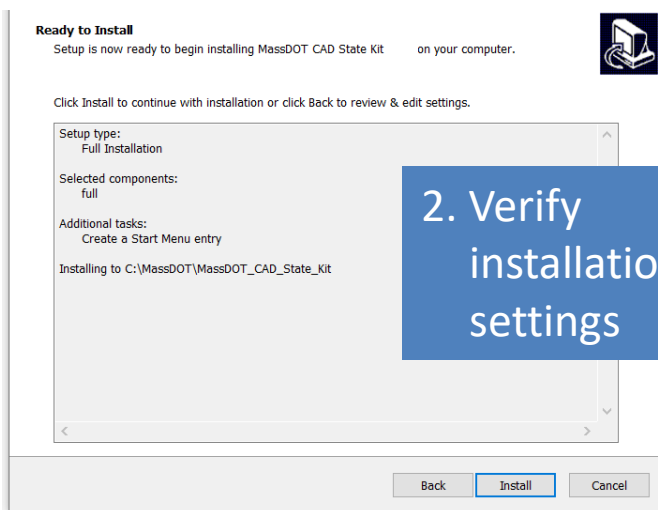 Ready to Install
Setup is now ready to begin installing MassDOT CAD State Kit on your computer.
Click Install to continue with installation or click Back to review & edit settings.
Setup type:
Full Installation
Selected components:
full
Additional tasks:
Create a Start Menu entry
Installing to C:\MassDOT\MassDOT_CAD_State_Kit
2. Verify
installatio
settings
Back Install Cancel